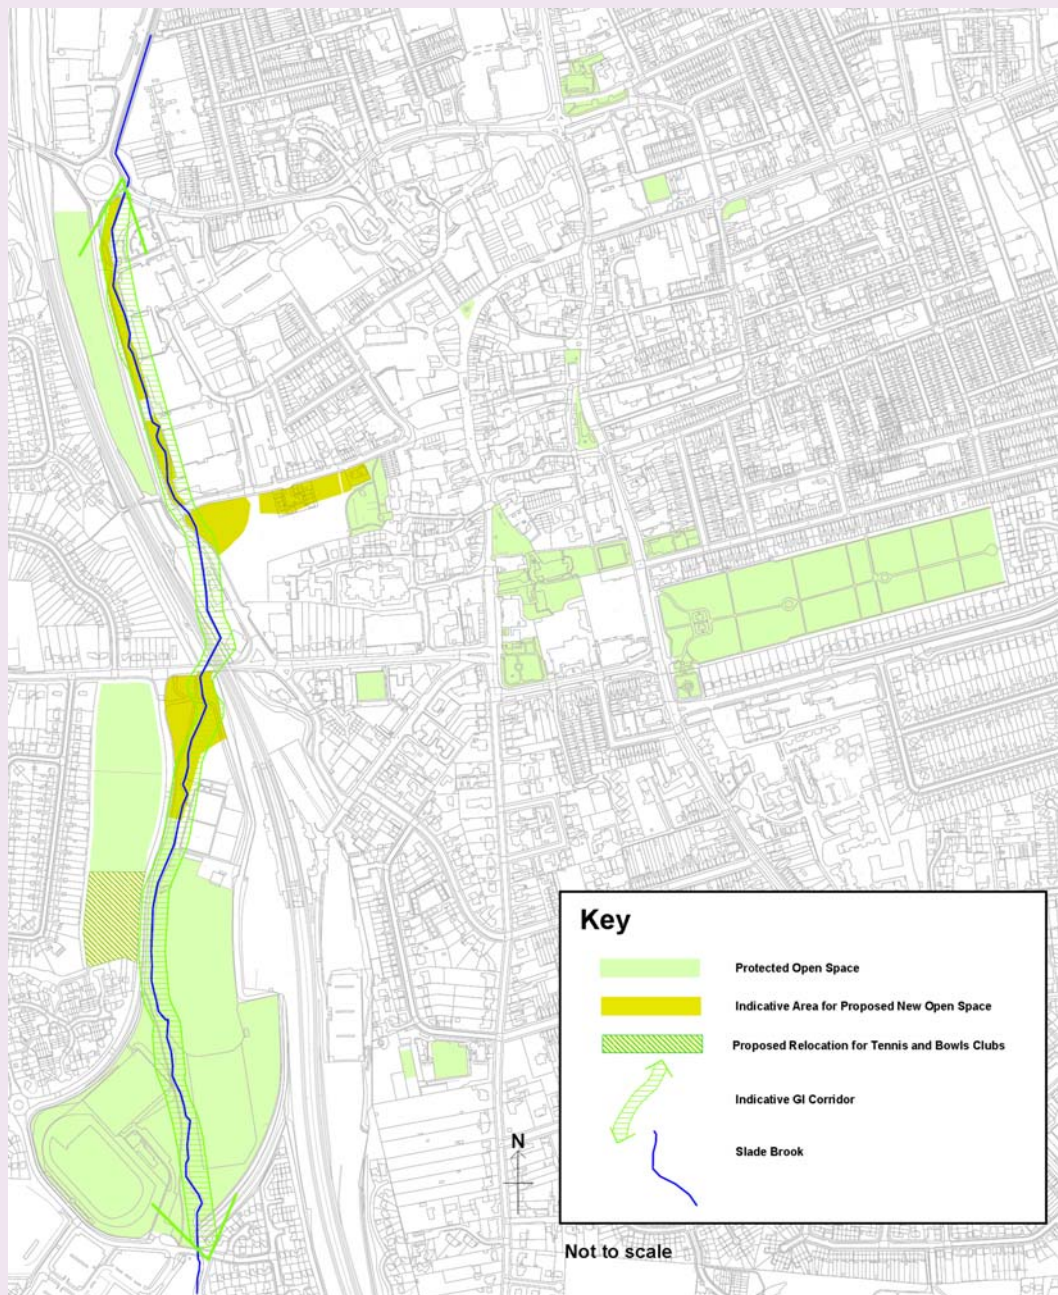 Key
Protected Open Space
Indicative Area for Proposed New Open Space
Proposed Relocation for Tennis and Bowls Clubs
Indicative GI Corridor
Slade Brook
N
Not to scale